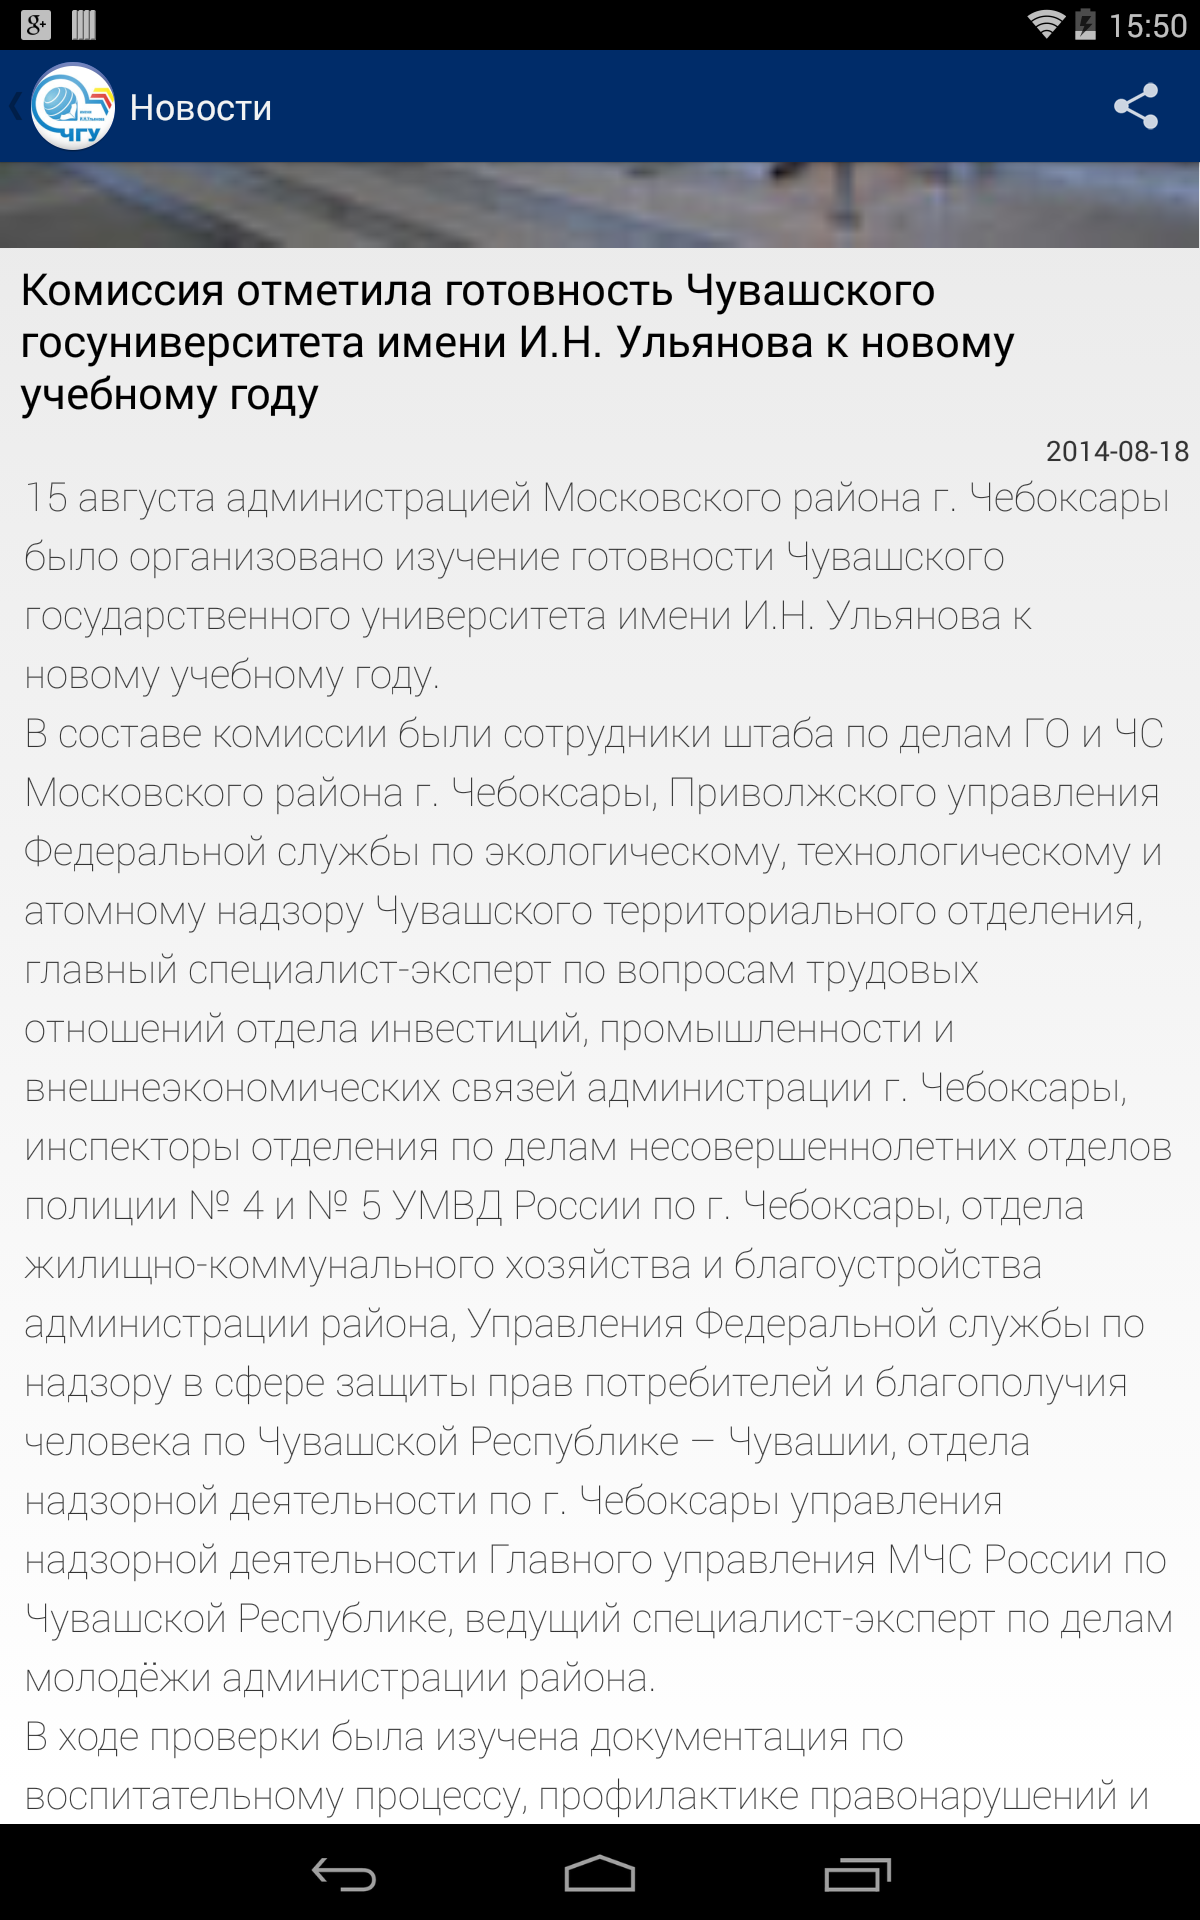 15:50
ЧГУ
Новости
Комиссия отметила готовность Чувашского
госуниверситета имени И.Н. Ульянова к новому
учебному году
2014-08-18
15 августа администрацией Московского района г. Чебоксары
было организовано изучение готовности Чувашского
государственного университета имени И.Н. Ульянова к
новому учебному году.
В составе комиссии были сотрудники штаба по делам ГО и ЧС
Московского района г. Чебоксары, Приволжского управления
Федеральной службы по экологическому, технологическому и
атомному надзору Чувашского территориального отделения,
главный специалист-эксперт по вопросам трудовых
отношений отдела инвестиций, промышленности и
внешнеэкономических связей администрации г. Чебоксары,
инспекторы отделения по делам несовершеннолетних отделов
полиции № 4 и № 5 УМВД России по г. Чебоксары, отдела
жилищно-коммунального хозяйства и благоустройства
администрации района, Управления Федеральной службы по
надзору в сфере защиты прав потребителей и благополучия
человека по Чувашской Республике – Чувашии, отдела
надзорной деятельности по г. Чебоксары управления
надзорной деятельности Главного управления МЧС России по
Чувашской Республике, ведущий специалист-эксперт по делам
молодёжи администрации района.
В ходе проверки была изучена документация по
воспитательному процессу, профилактике правонарушений и